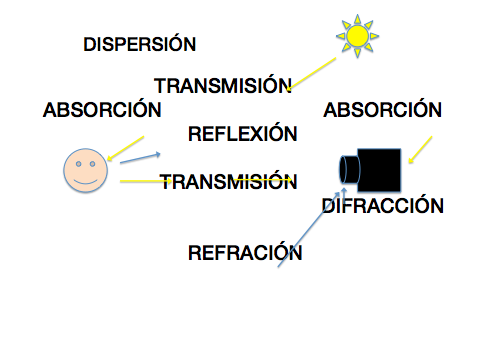 DISPERSIÓN
TRANSMISIÓN
ABSORCIÓN
ABSORCIÓN
REFLEXIÓN
TRANSMISIÓN
DIFRACCIÓN
REFRACIÓN